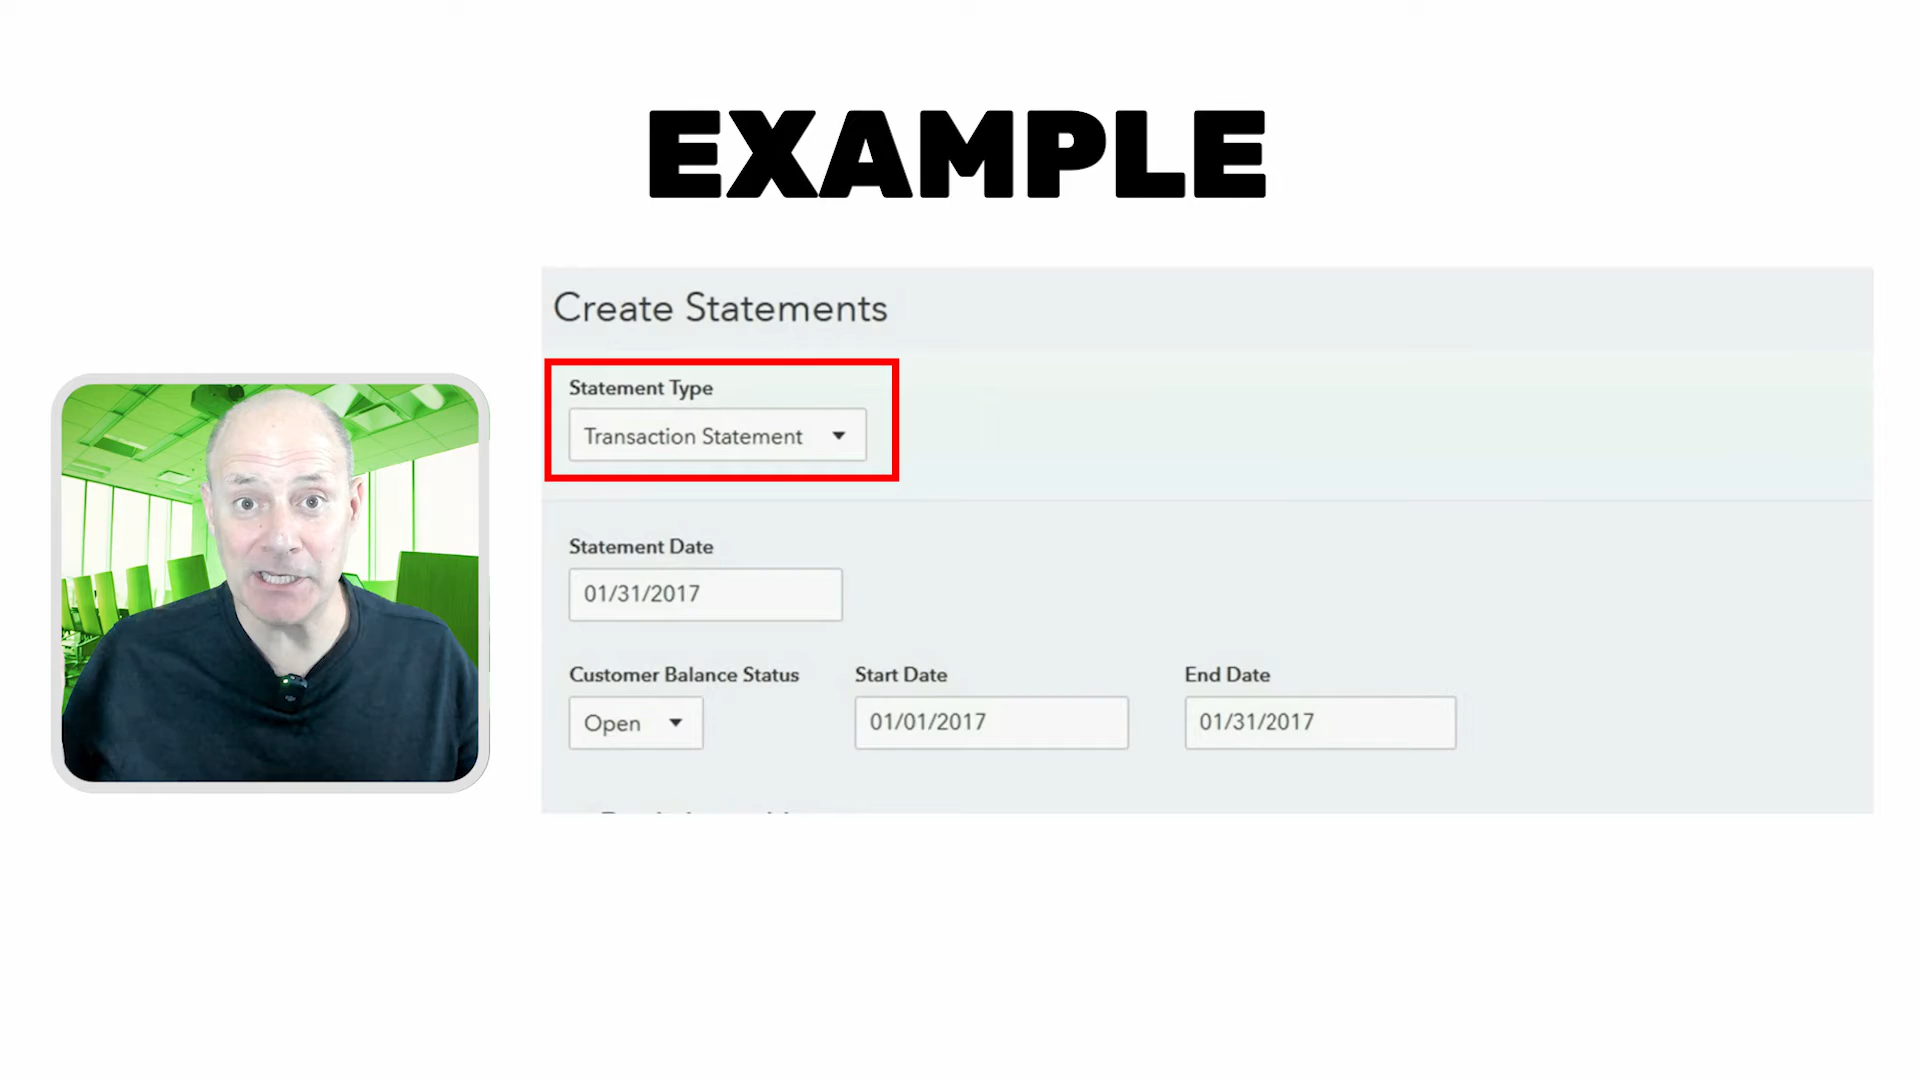 EXAMPLE
Create Statements
Statement Type
Transaction Statement
Statement Date
01/31/2017
Customer Balance Status Start Date End Date
Open 01/01/2017 01/31/2017